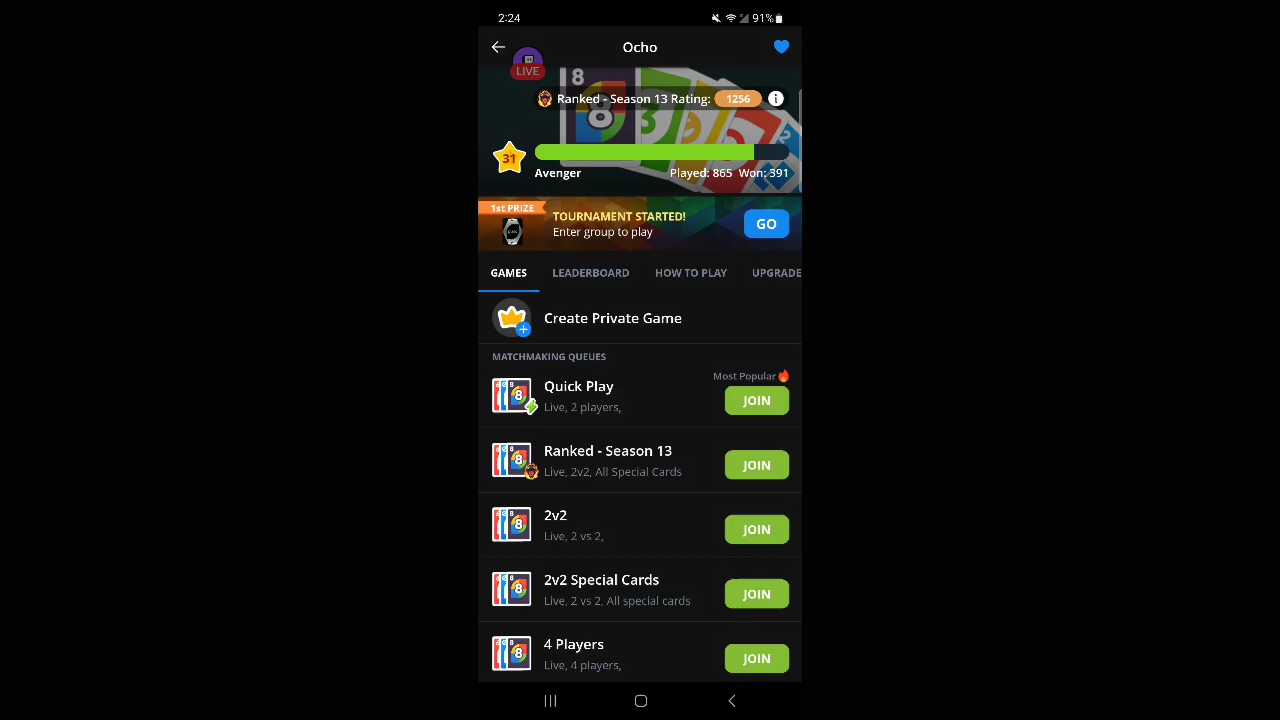 2:24
91%
Ocho
LIVE
8
Ranked - Season 13 Rating: 1256
31
Avenger
Played: 865 Won: 391
1st PRIZE
TOURNAMENT STARTED!
Enter group to play
GO
GAMES
LEADERBOARD
HOW TO PLAY
UPGRADE
Create Private Game
MATCHMAKING QUEUES
Most Popular
Quick Play
Live, 2 players,
JOIN
Ranked - Season 13
Live, 2v2, All Special Cards
JOIN
2v2
Live, 2 vs 2,
JOIN
2v2 Special Cards
Live, 2 vs 2, All special cards
JOIN
4 Players
Live, 4 players,
JOIN